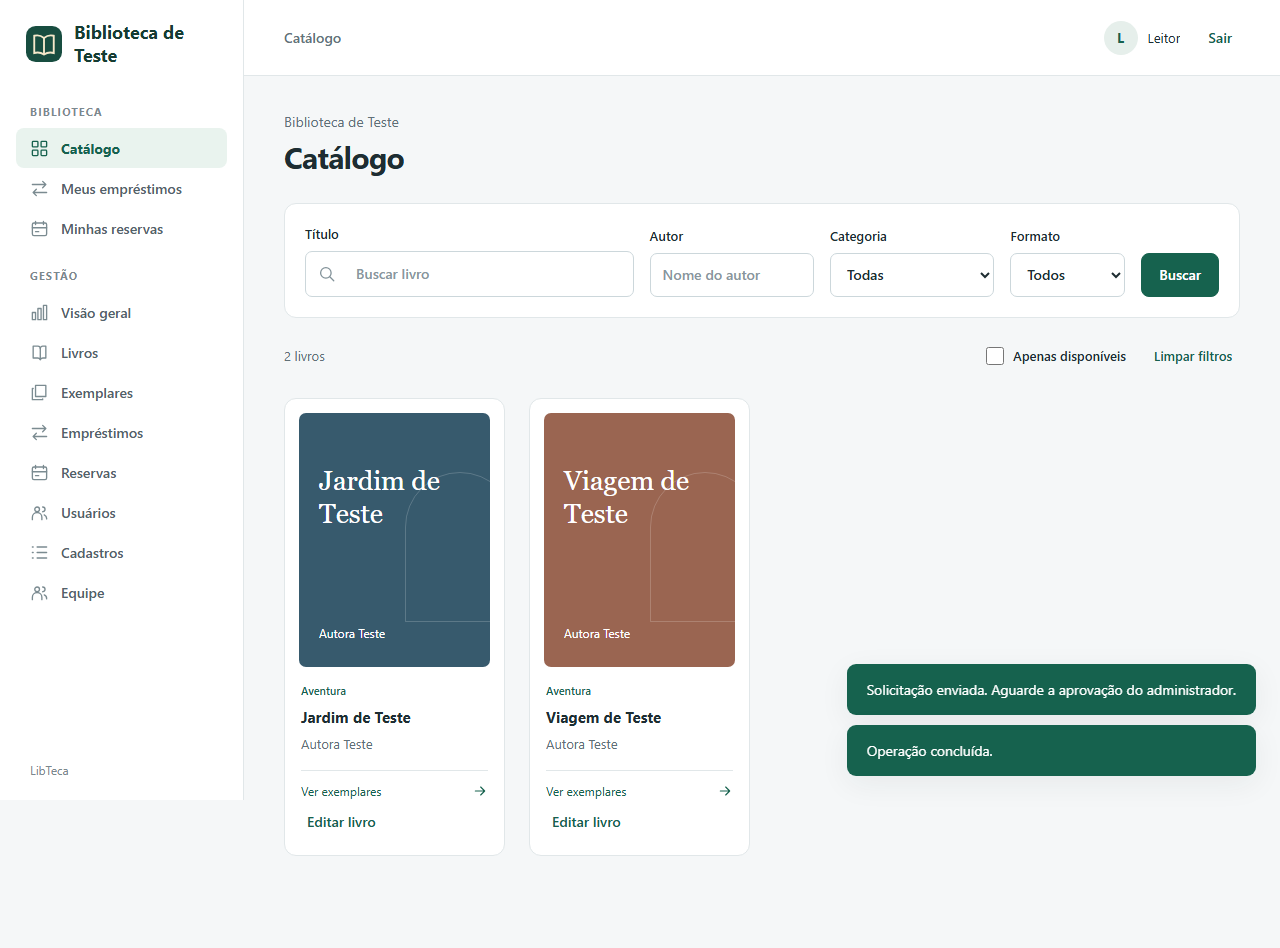 Biblioteca de
Teste
BIBLIOTECA
Catálogo
Meus empréstimos
Minhas reservas
GESTÃO
Visão geral
Livros
Exemplares
Empréstimos
Reservas
Usuários
Cadastros
Equipe
LibTeca
Catálogo
L Leitor Sair
Biblioteca de Teste
Catálogo
Título Autor Categoria Formato
Buscar livro Nome do autor Todas Todos Buscar
2 livros Apenas disponíveis Limpar filtros
Jardim de
Teste
Autora Teste
Aventura
Jardim de Teste
Autora Teste
Ver exemplares
Editar livro
Viagem de
Teste
Autora Teste
Aventura
Viagem de Teste
Autora Teste
Ver exemplares
Editar livro
Solicitação enviada. Aguarde a aprovação do administrador.
Operação concluída.